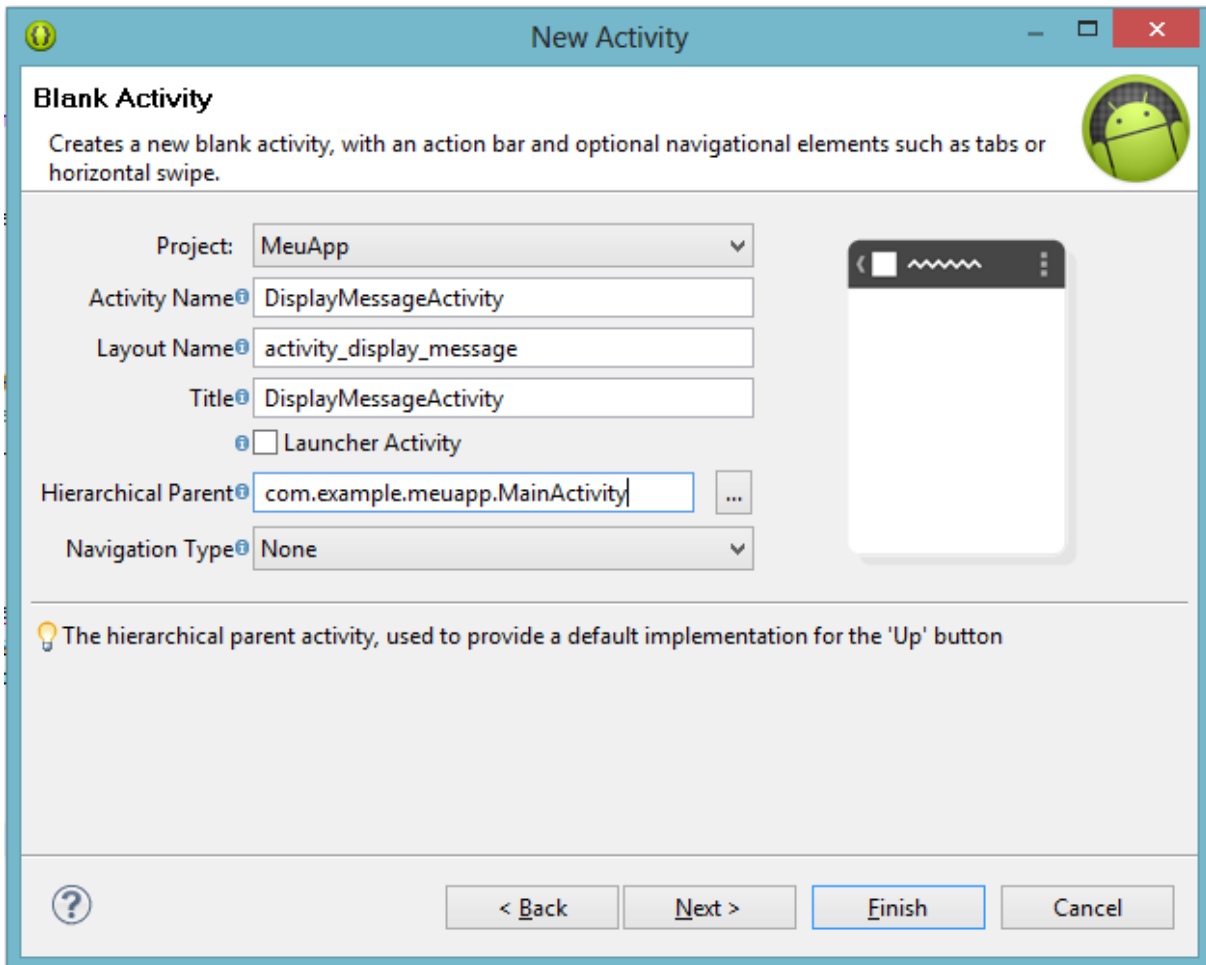 New Activity
Blank Activity
Creates a new blank activity, with an action bar and optional navigational elements such as tabs or
horizontal swipe.
Project: MeuApp
Activity Name DisplayMessageActivity
Layout Name activity_display_message
Title DisplayMessageActivity
Launcher Activity
Hierarchical Parent com.example.meuapp.MainActivity ...
Navigation Type None
The hierarchical parent activity, used to provide a default implementation for the 'Up' button
< Back Next > Finish Cancel